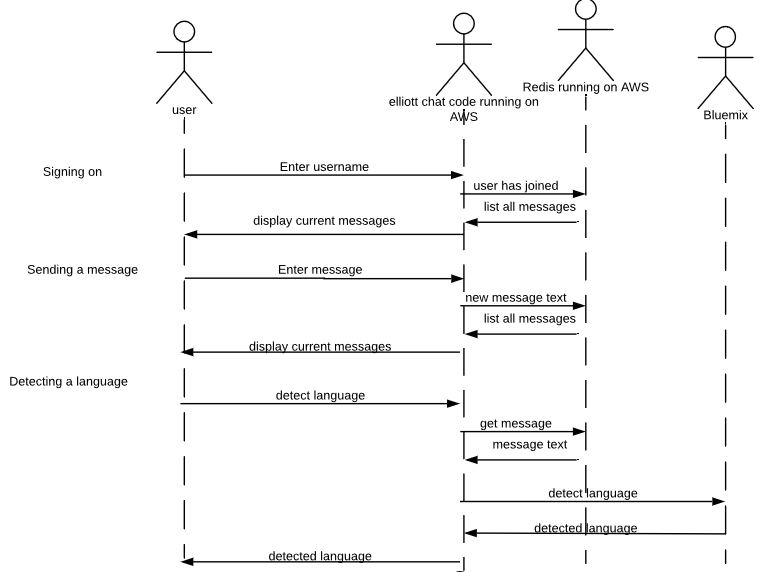 Redis running on AWS
elliott chat code running on
AWS
user
Bluemix
Signing on
Enter username
user has joined
list all messages
display current messages
Sending a message
Enter message
new message text
list all messages
display current messages
Detecting a language
detect language
get message
message text
detect language
detected language
detected language